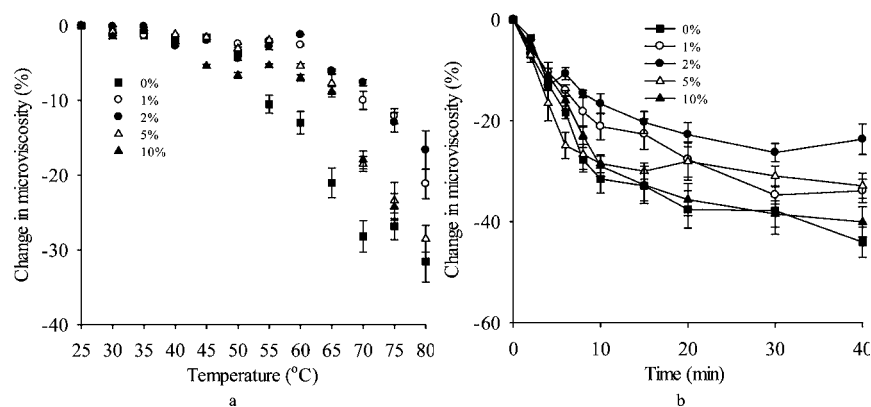 0
-10
-20
-30
-40
Change in microviscosity (%)
0%
1%
2%
5%
10%
25 30 35 40 45 50 55 60 65 70 75 80
Temperature (°C)
a
0
-20
-40
-60
Change in microviscosity (%)
0%
1%
2%
5%
10%
0 10 20 30 40
Time (min)
b